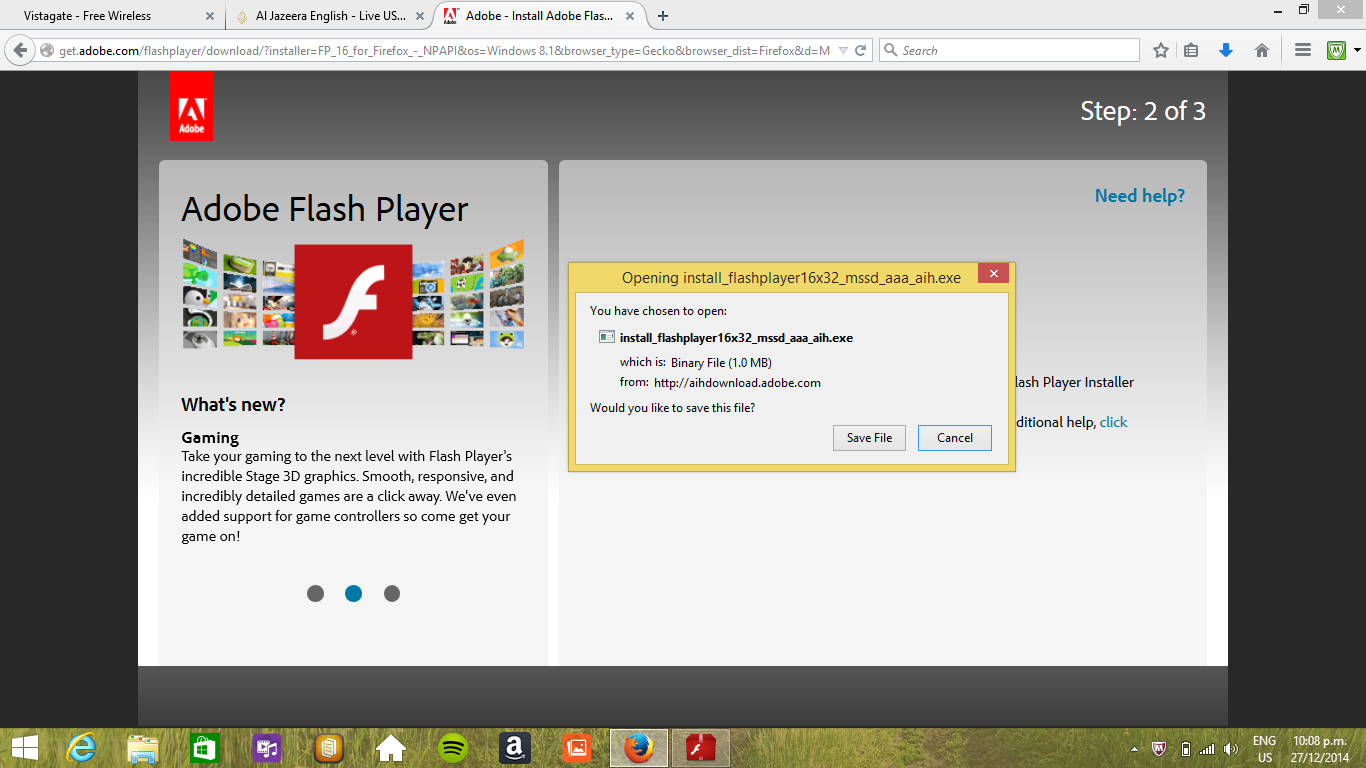 Vistagate - Free Wireless
Al Jazeera English - Live US...
Adobe - Install Adobe Flas...
get.adobe.com/flashplayer/download/?installer=FP_16_for_Firefox_-_NPAPI&os=Windows 8.1&browser_type=Gecko&browser_dist=Firefox&d=M
Search
Adobe
Step: 2 of 3
Adobe Flash Player
What's new?
Gaming
Take your gaming to the next level with Flash Player's
incredible Stage 3D graphics. Smooth, responsive, and
incredibly detailed games are a click away. We've even
added support for game controllers so come get your
game on!
Need help?
Opening install_flashplayer16x32_mssd_aaa_aih.exe
You have chosen to open:
install_flashplayer16x32_mssd_aaa_aih.exe
which is: Binary File (1.0 MB)
from: http://aihdownload.adobe.com
Would you like to save this file?
Save File
Cancel
lash Player Installer
ditional help, click
ENG
US
10:08 p.m.
27/12/2014